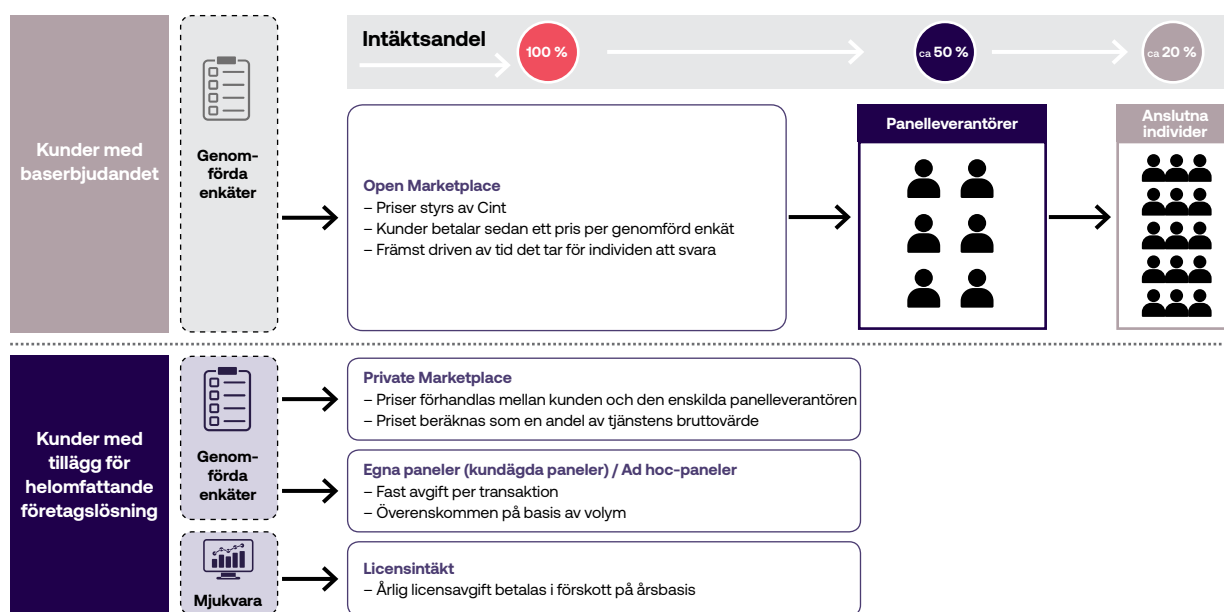 Intäktsandel
100 %
ca 50 %
ca 20 %
Kunder med
baserbjudandet
Genom-
förda
enkäter
Open Marketplace
– Priser styrs av Cint
– Kunder betalar sedan ett pris per genomförd enkät
– Främst driven av tid det tar för individen att svara
Panelleverantörer
Anslutna
individer
Kunder med
tillägg för
helomfattande
företagslösning
Genom-
förda
enkäter
Private Marketplace
– Priser förhandlas mellan kunden och den enskilda panelleverantören
– Priset beräknas som en andel av tjänstens bruttovärde
Egna paneler (kundägda paneler) / Ad hoc-paneler
– Fast avgift per transaktion
– Överenskommen på basis av volym
Mjukvara
Licensintäkt
– Årlig licensavgift betalas i förskott på årsbasis